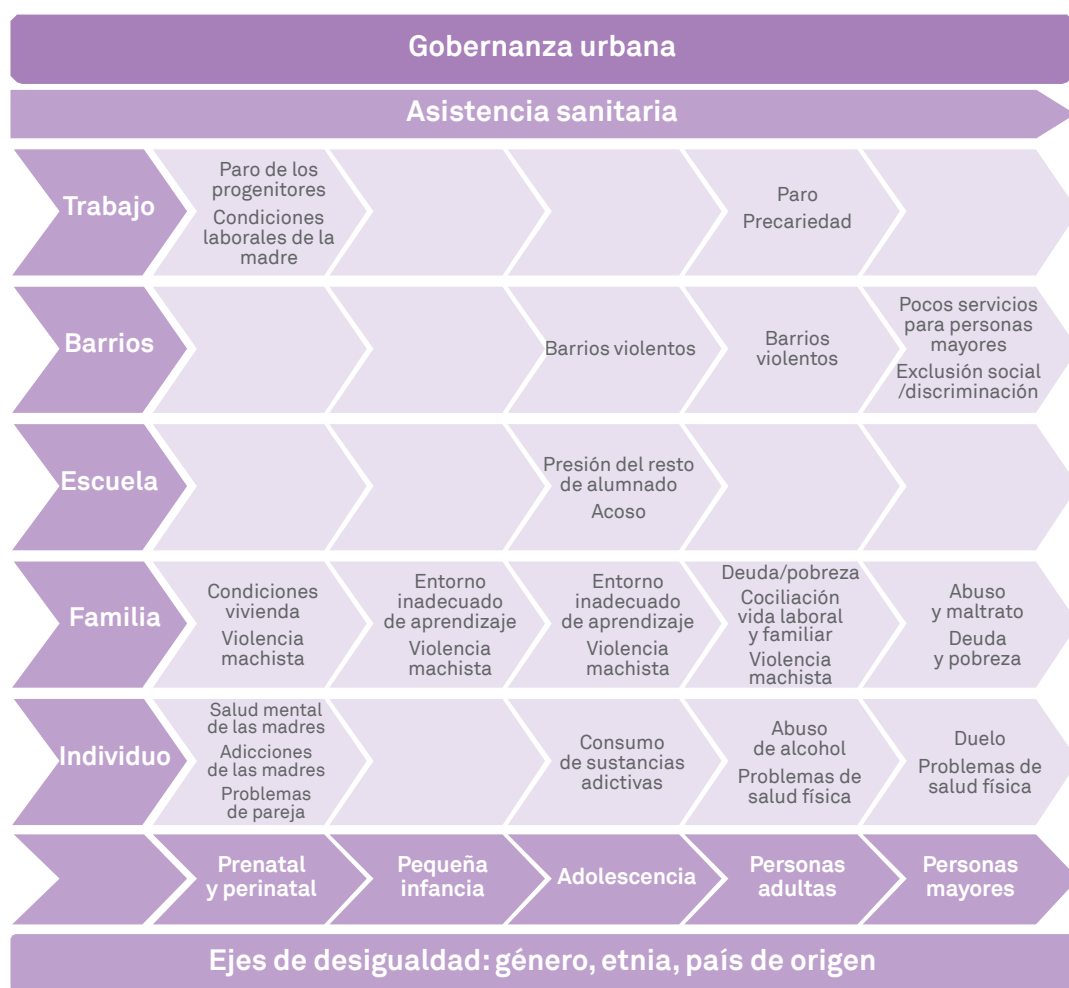 Gobernanza urbana
Asistencia sanitaria
Trabajo
Paro de los
progenitores
Condiciones
laborales de la
madre
Paro
Precariedad
Barrios
Barrios violentos
Barrios
violentos
Pocos servicios
para personas
mayores
Exclusión social
/discriminación
Escuela
Presión del resto
de alumnado
Acoso
Familia
Condiciones
vivienda
Violencia
machista
Entorno
inadecuado
de aprendizaje
Violencia
machista
Entorno
inadecuado
de aprendizaje
Violencia
machista
Deuda/pobreza
Cociliación
vida laboral
y familiar
Violencia
machista
Abuso
y maltrato
Deuda
y pobreza
Individuo
Salud mental
de las madres
Adicciones
de las madres
Problemas
de pareja
Consumo
de sustancias
adictivas
Abuso
de alcohol
Problemas de
salud física
Duelo
Problemas de
salud física
Prenatal
y perinatal
Pequeña
infancia
Adolescencia
Personas
adultas
Personas
mayores
Ejes de desigualdad: género, etnia, país de origen